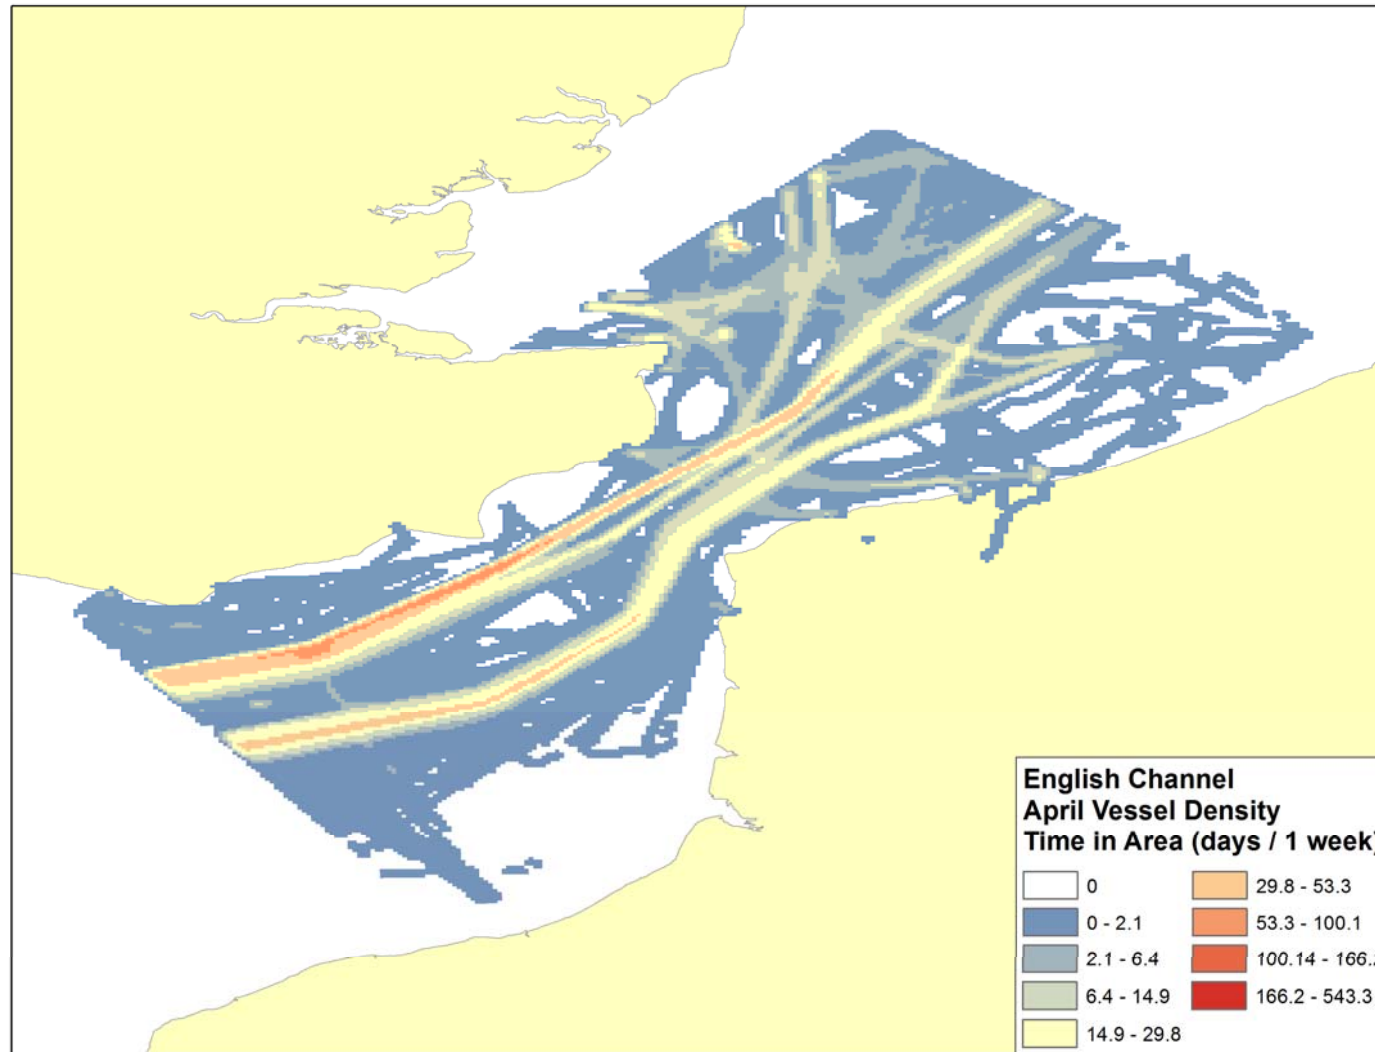 English Channel
April Vessel Density
Time in Area (days / 1 week)
0
0 - 2.1
2.1 - 6.4
6.4 - 14.9
14.9 - 29.8
29.8 - 53.3
53.3 - 100.1
100.14 - 166.
166.2 - 543.3